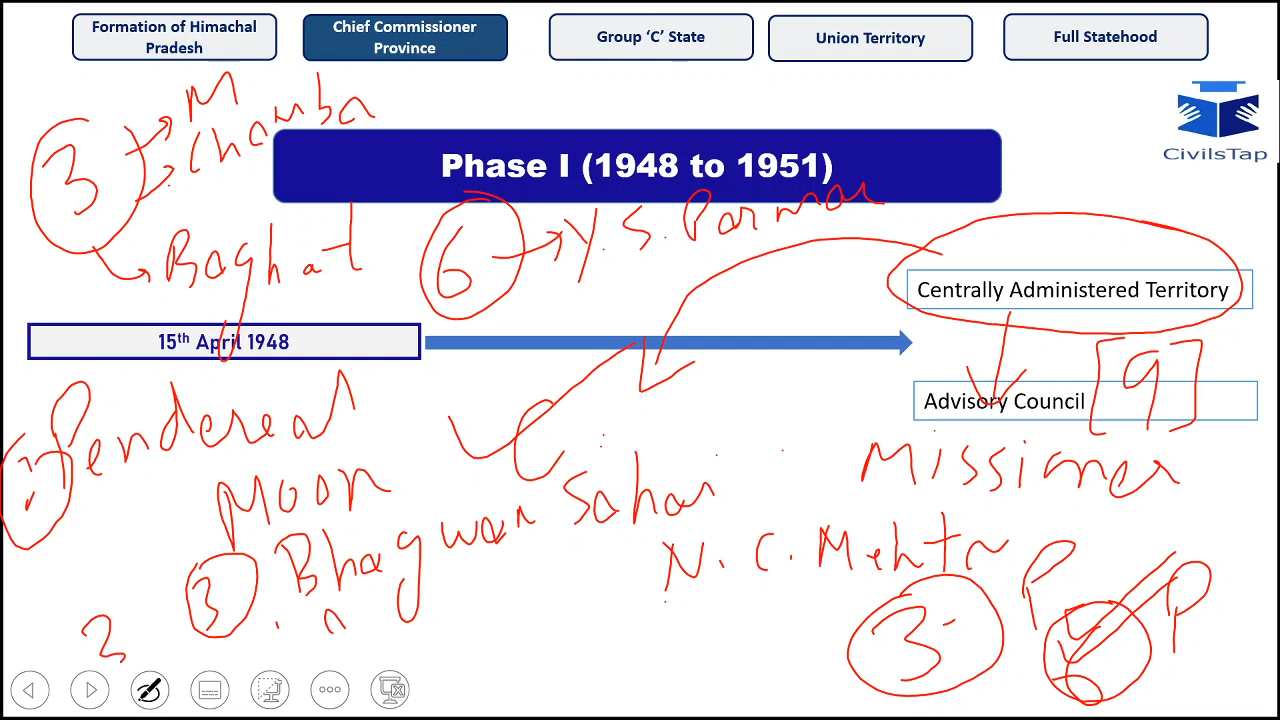 Formation of Himachal
Pradesh
Chief Commissioner
Province
Group ‘C’ State
Union Territory
Full Statehood
CivilsTap
M
Chamba
3
Phase I (1948 to 1951)
6
Y. S. Parmar
Baghat
Centrally Administered Territory
15th April 1948
Advisory Council
9
Pendereal
Moon
Missioner
3
Bhagwan Sahai
N. C. Mehta
3
P
P